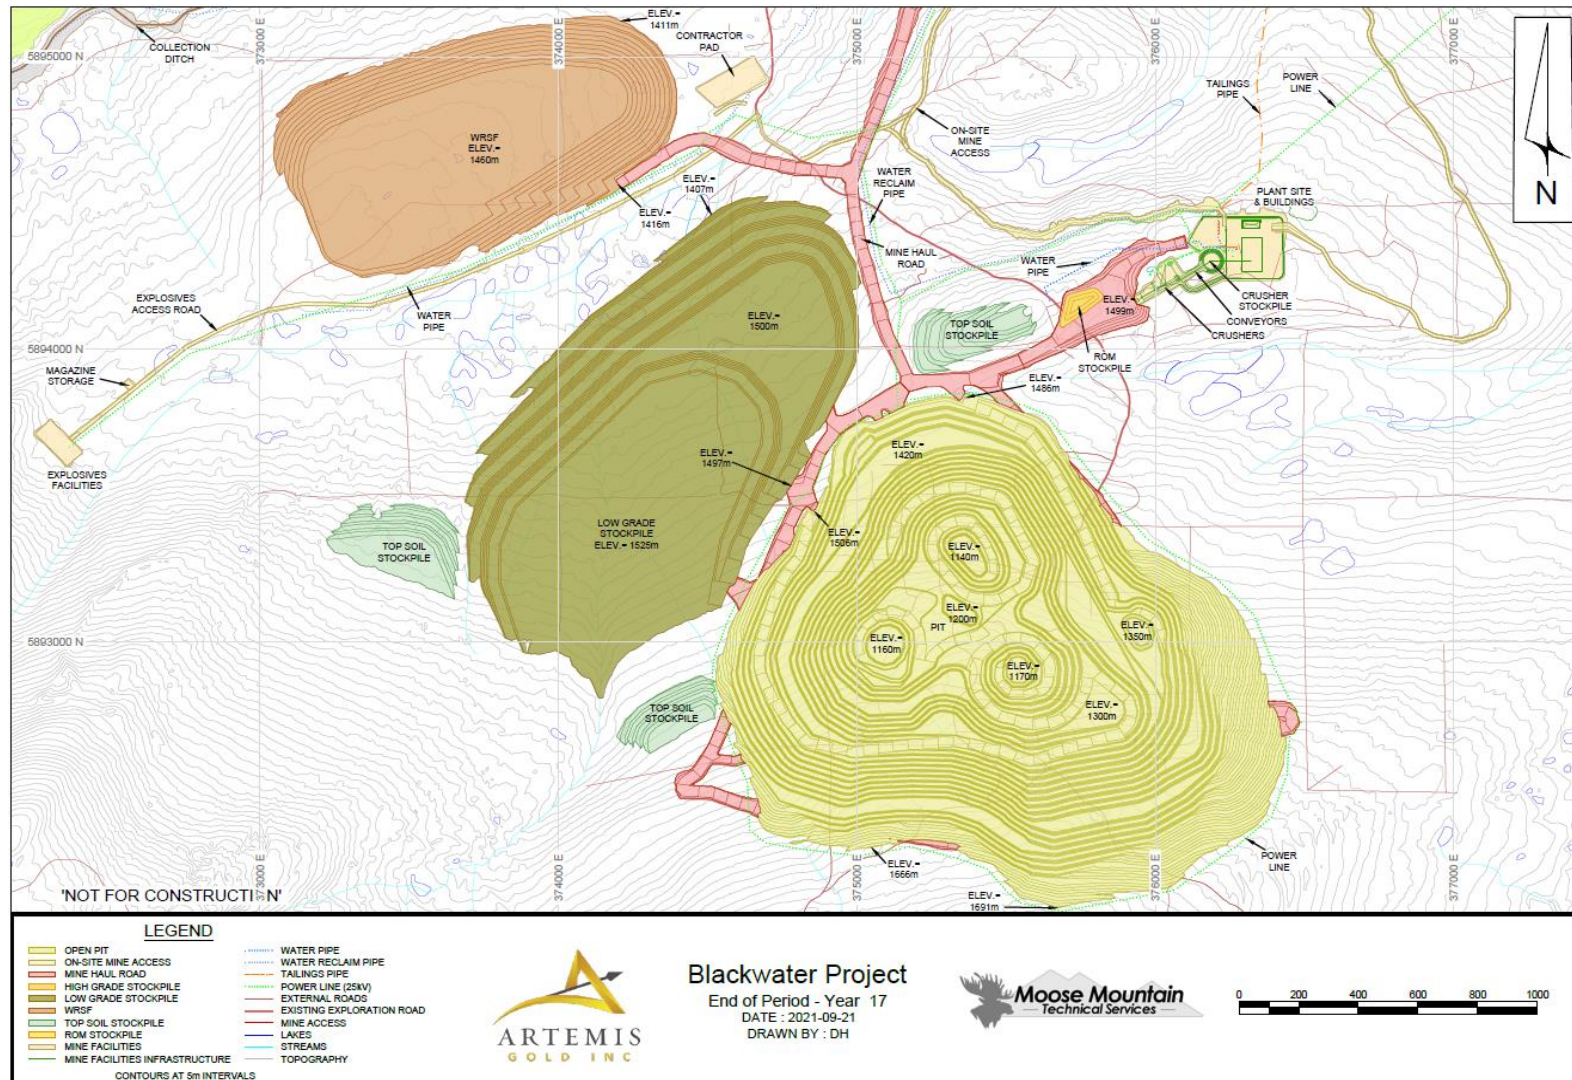 ELEV.=
1411m
CONTRACTOR
PAD
COLLECTION
DITCH
373000 E
374000 E
375000 E
376000 E
377000 E
5895000 N
TAILINGS
PIPE
POWER
LINE
ON-SITE
MINE
ACCESS
WRSF
ELEV.=
1460m
N
ELEV.=
1407m
WATER
RECLAIM
PIPE
PLANT SITE
& BUILDINGS
ELEV.=
1416m
MINE HAUL
ROAD
WATER
PIPE
EXPLOSIVES
ACCESS ROAD
WATER
PIPE
ELEV.=
1500m
ELEV.=
1499m
CRUSHER
STOCKPILE
CONVEYORS
CRUSHERS
TOP SOIL
STOCKPILE
5894000 N
ROM
STOCKPILE
MAGAZINE
STORAGE
ELEV.=
1486m
ELEV.=
1420m
ELEV.=
1497m
EXPLOSIVES
FACILITIES
LOW GRADE
STOCKPILE
ELEV.= 1525m
ELEV.=
1506m
TOP SOIL
STOCKPILE
ELEV.=
1140m
ELEV.=
1200m
PIT
ELEV.=
1350m
5893000 N
ELEV.=
1160m
ELEV.=
1170m
ELEV.=
1300m
TOP SOIL
STOCKPILE
POWER
LINE
ELEV.=
1666m
ELEV.=
1691m
373000 E
374000 E
375000 E
376000 E
377000 E
'NOT FOR CONSTRUCTI N'
LEGEND
OPEN PIT
ON-SITE MINE ACCESS
MINE HAUL ROAD
HIGH GRADE STOCKPILE
LOW GRADE STOCKPILE
WRSF
TOP SOIL STOCKPILE
ROM STOCKPILE
MINE FACILITIES
MINE FACILITIES INFRASTRUCTURE
WATER PIPE
WATER RECLAIM PIPE
TAILINGS PIPE
POWER LINE (25kV)
EXTERNAL ROADS
EXISTING EXPLORATION ROAD
MINE ACCESS
LAKES
STREAMS
TOPOGRAPHY
CONTOURS AT 5m INTERVALS
ARTEMIS
GOLD INC
Blackwater Project
End of Period - Year 17
DATE : 2021-09-21
DRAWN BY : DH
Moose Mountain
Technical Services
0 200 400 600 800 1000